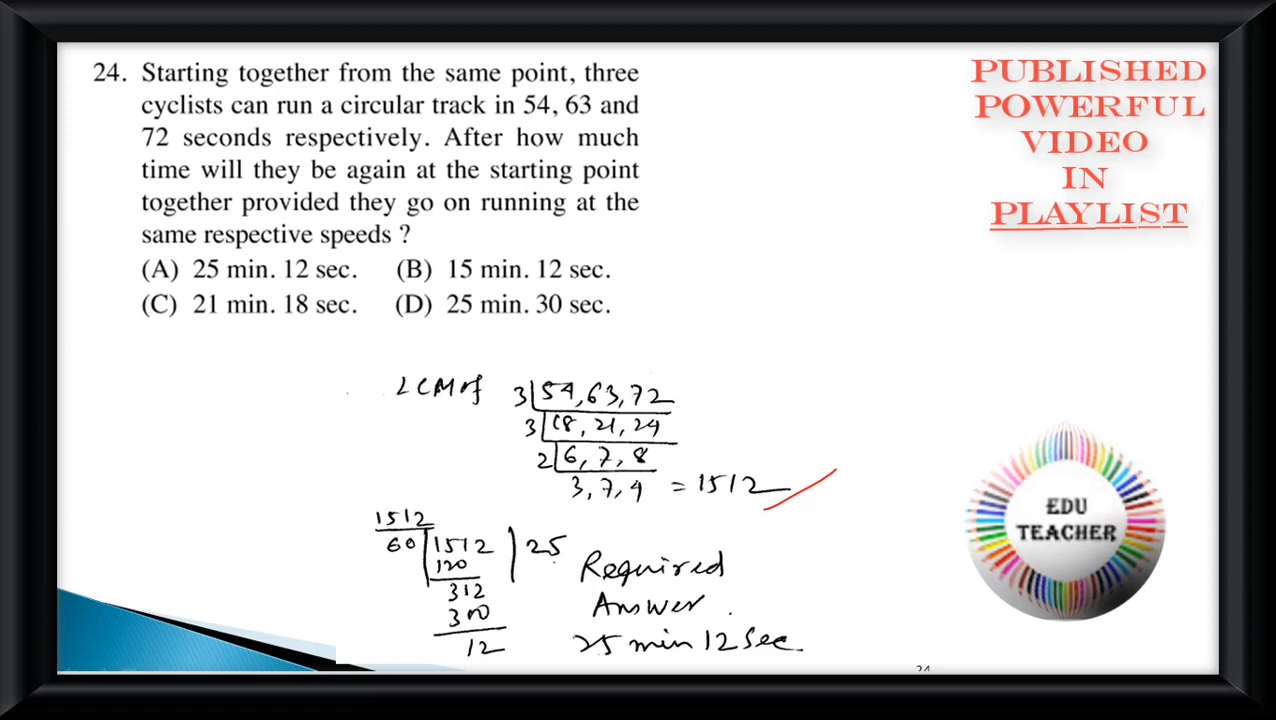 24. Starting together from the same point, three
cyclists can run a circular track in 54, 63 and
72 seconds respectively. After how much
time will they be again at the starting point
together provided they go on running at the
same respective speeds ?
(A) 25 min. 12 sec. (B) 15 min. 12 sec.
(C) 21 min. 18 sec. (D) 25 min. 30 sec.
PUBLISHED
POWERFUL
VIDEO
IN
PLAYLIST
LCM of 3 54, 63, 72
3 18, 21, 24
2 6, 7, 8
3, 7, 4 = 1512
1512
60 1512 25
120
312
300
12
Required
Answer
25 min 12 sec.
EDU
TEACHER